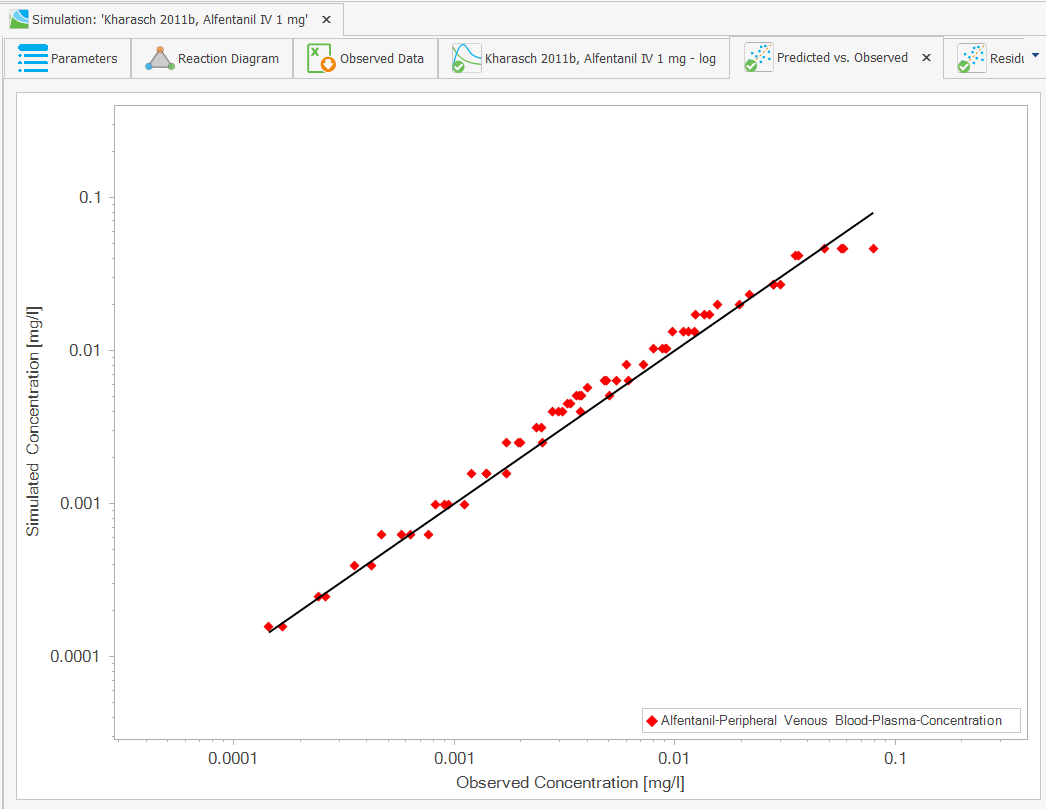 Simulation: 'Kharasch 2011b, Alfentanil IV 1 mg'
Parameters
Reaction Diagram
Observed Data
Kharasch 2011b, Alfentanil IV 1 mg - log
Predicted vs. Observed
Residu
0.1
0.01
0.001
0.0001
Simulated Concentration [mg/l]
0.0001
0.001
0.01
0.1
Observed Concentration [mg/l]
Alfentanil-Peripheral Venous Blood-Plasma-Concentration